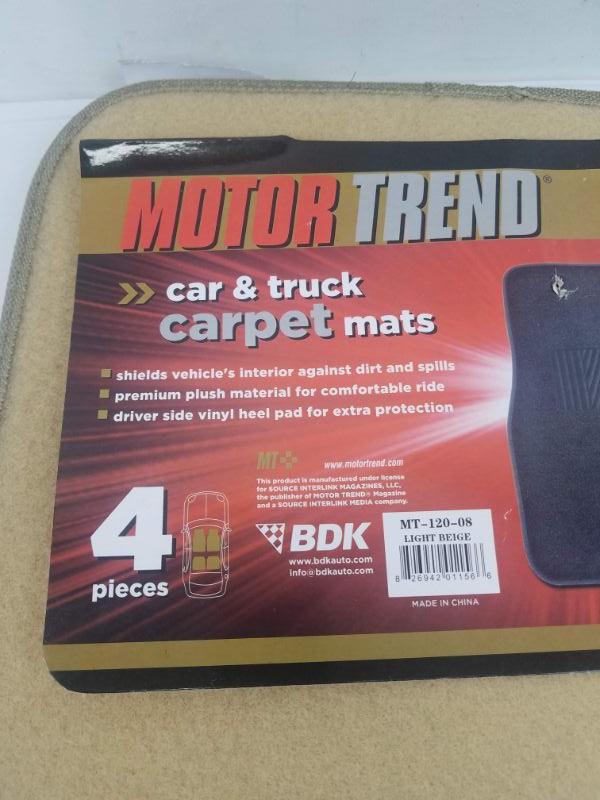 MOTOR TREND®
car & truck
carpet mats
shields vehicle's interior against dirt and spills
premium plush material for comfortable ride
driver side vinyl heel pad for extra protection
MT www.motortrend.com
This product is manufactured under license
for SOURCE INTERLINK MAGAZINES, LLC,
the publisher of MOTOR TREND® Magazine
and a SOURCE INTERLINK MEDIA company.
4
pieces
BDK
www.bdkauto.com
info@bdkauto.com
MT-120-08
LIGHT BEIGE
8 26942 01156 6
MADE IN CHINA